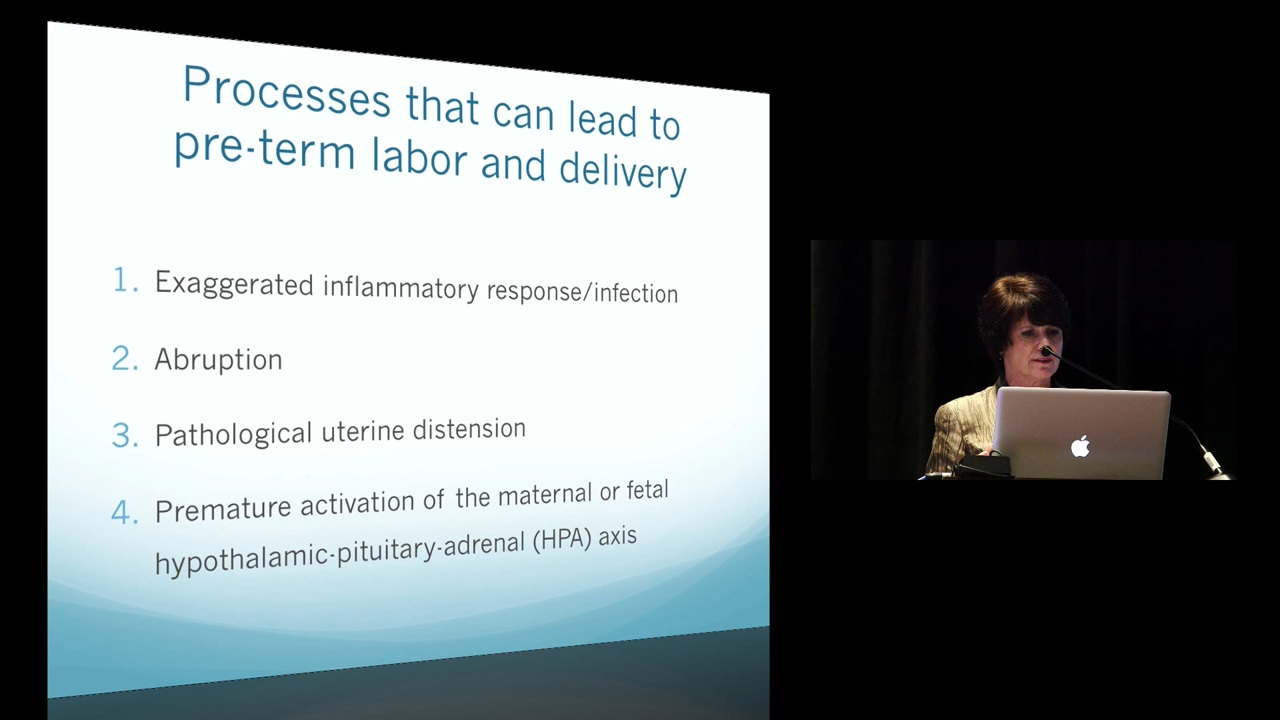 Processes that can lead to
pre-term labor and delivery
1. Exaggerated inflammatory response/infection
2. Abruption
3. Pathological uterine distension
4. Premature activation of the maternal or fetal
hypothalamic-pituitary-adrenal (HPA) axis